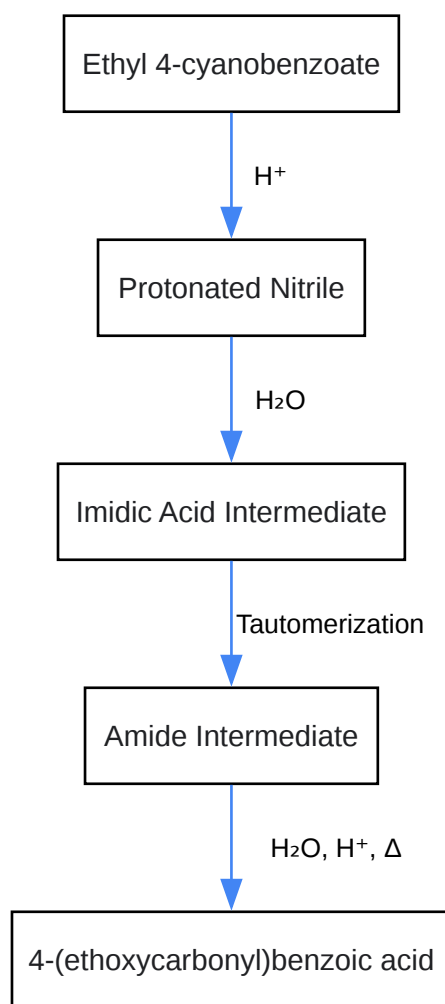 Ethyl 4-cyanobenzoate
H⁺
Protonated Nitrile
H₂O
Imidic Acid Intermediate
Tautomerization
Amide Intermediate
H₂O, H⁺, Δ
4-(ethoxycarbonyl)benzoic acid